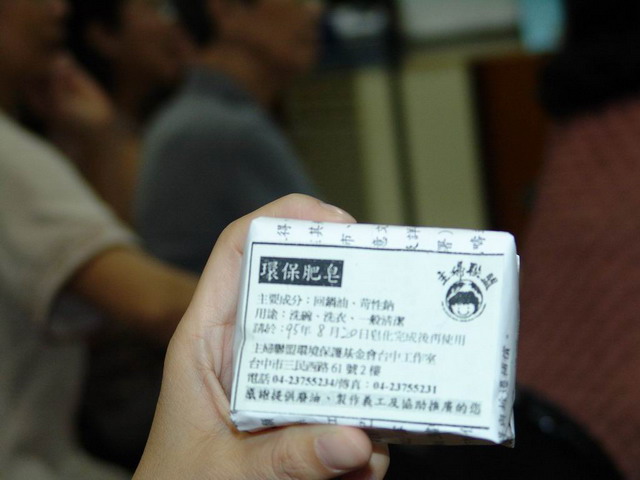 環保肥皂
主婦聯盟
主要成分：回鍋油、苛性鈉
用途：洗碗、洗衣、一般清潔
請於：95年8月20日皂化完成後再使用
主婦聯盟環境保護基金會台中工作室
台中市三民西路61號2樓
電話04-23755234/傳真：04-23755231
感謝提供廢油、製作義工及協助推廣的您